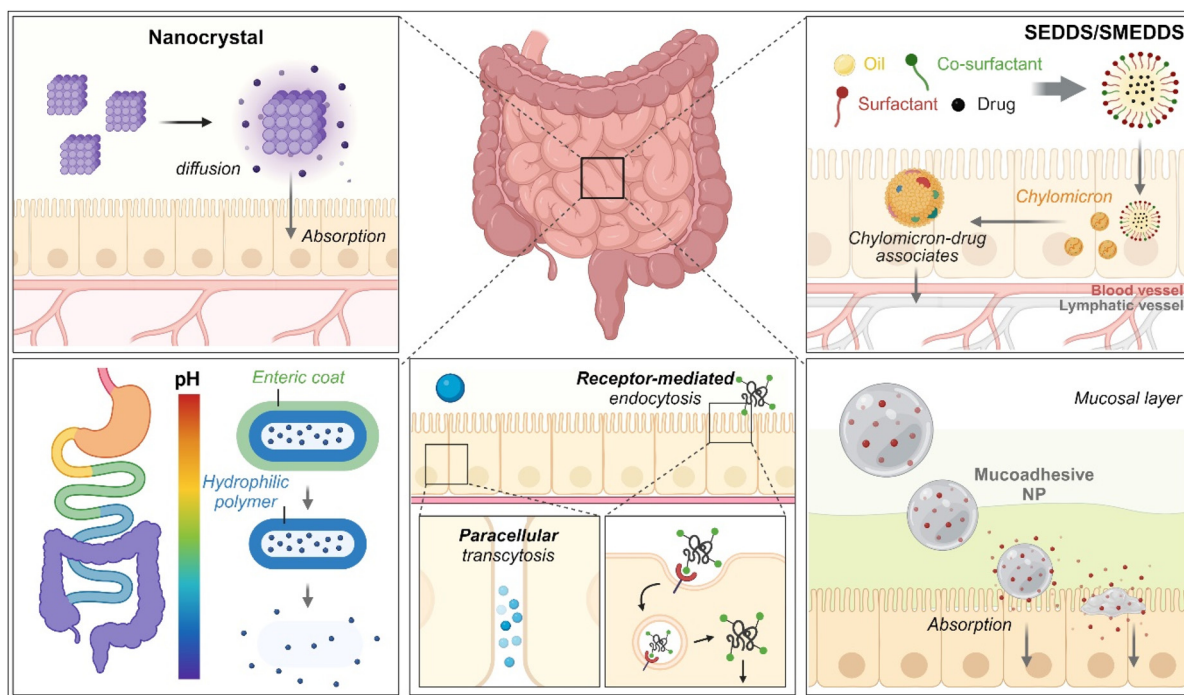 Nanocrystal
diffusion
Absorption
SEDDS/SMEDDS
Oil
Co-surfactant
Surfactant
Drug
Chylomicron
Chylomicron-drug
associates
Blood vessel
Lymphatic vessel
pH
Enteric coat
Hydrophilic
polymer
Receptor-mediated
endocytosis
Paracellular
transcytosis
Mucosal layer
Mucoadhesive
NP
Absorption